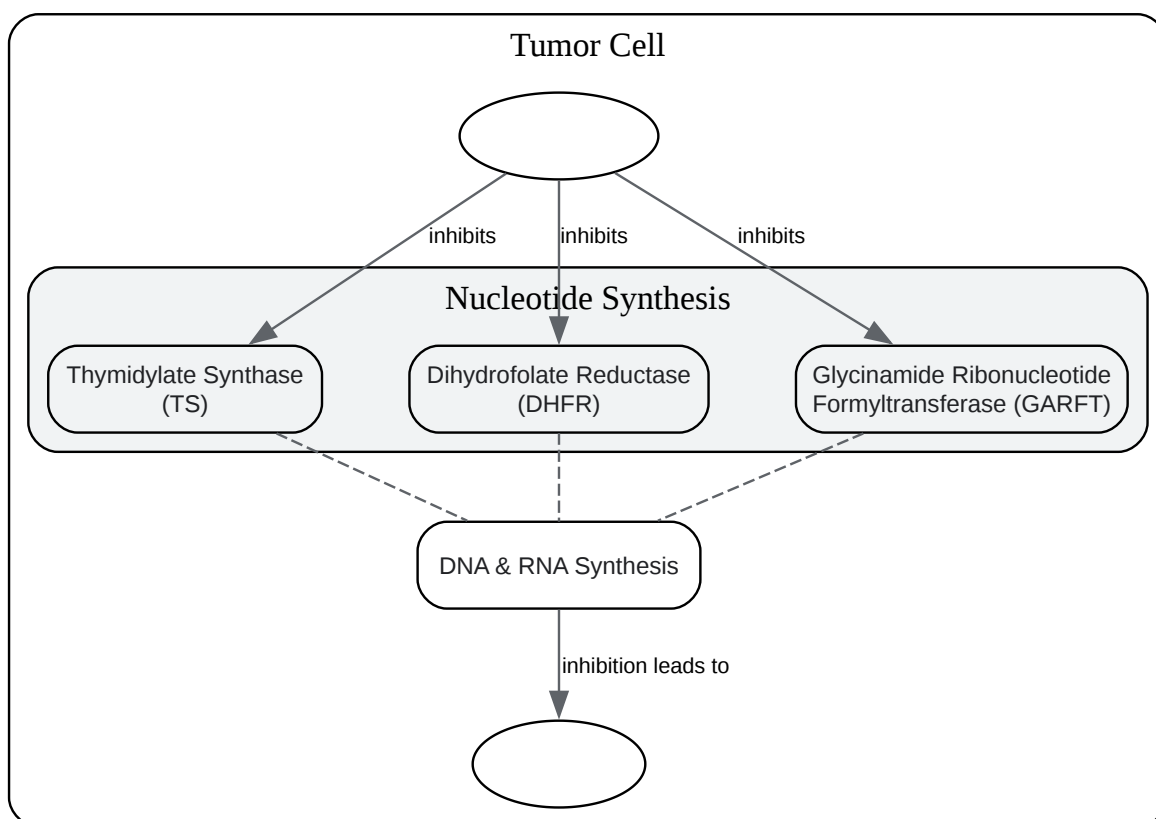 Tumor Cell
inhibits
inhibits
inhibits
Nucleotide Synthesis
Thymidylate Synthase
(TS)
Dihydrofolate Reductase
(DHFR)
Glycinamide Ribonucleotide
Formyltransferase (GARFT)
DNA & RNA Synthesis
inhibition leads to